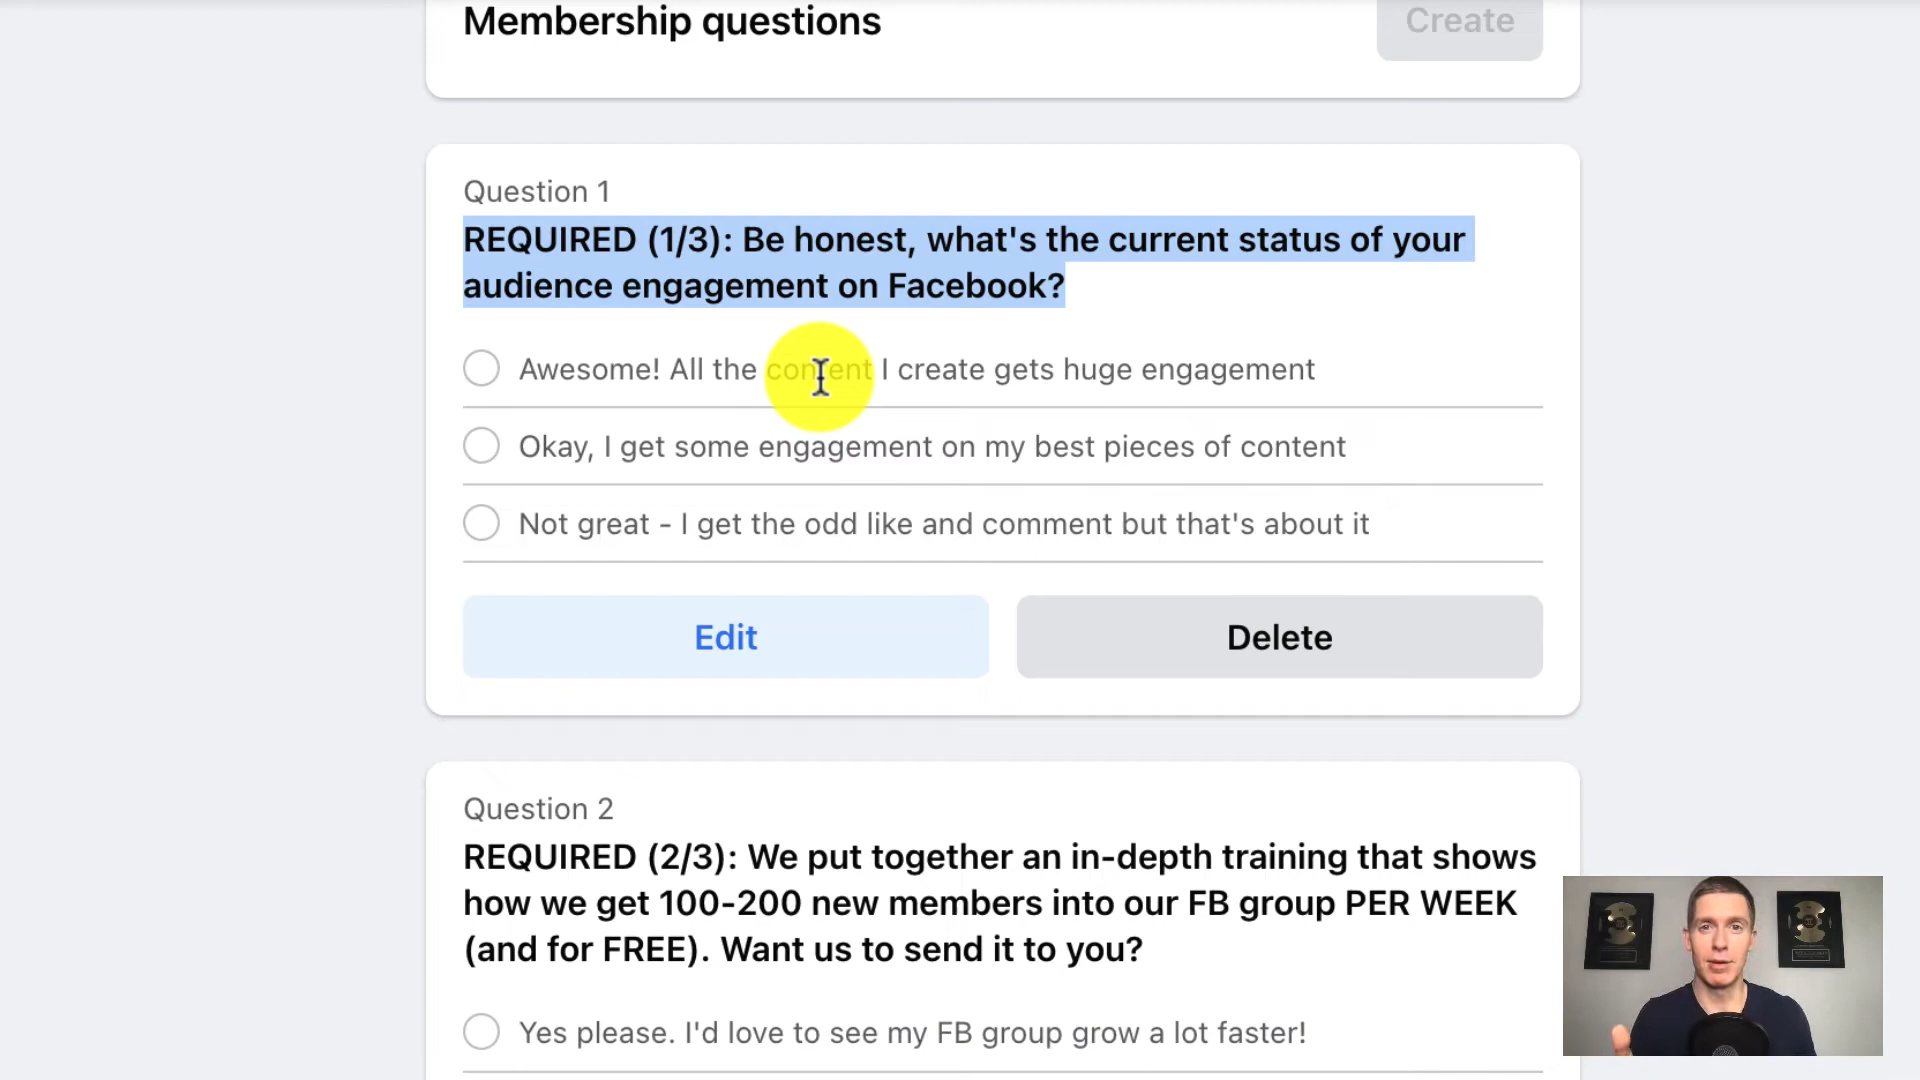 Membership questions
Create
Question 1
REQUIRED (1/3): Be honest, what's the current status of your
audience engagement on Facebook?
Awesome! All the content I create gets huge engagement
Okay, I get some engagement on my best pieces of content
Not great - I get the odd like and comment but that's about it
Edit
Delete
Question 2
REQUIRED (2/3): We put together an in-depth training that shows
how we get 100-200 new members into our FB group PER WEEK
(and for FREE). Want us to send it to you?
Yes please. I'd love to see my FB group grow a lot faster!